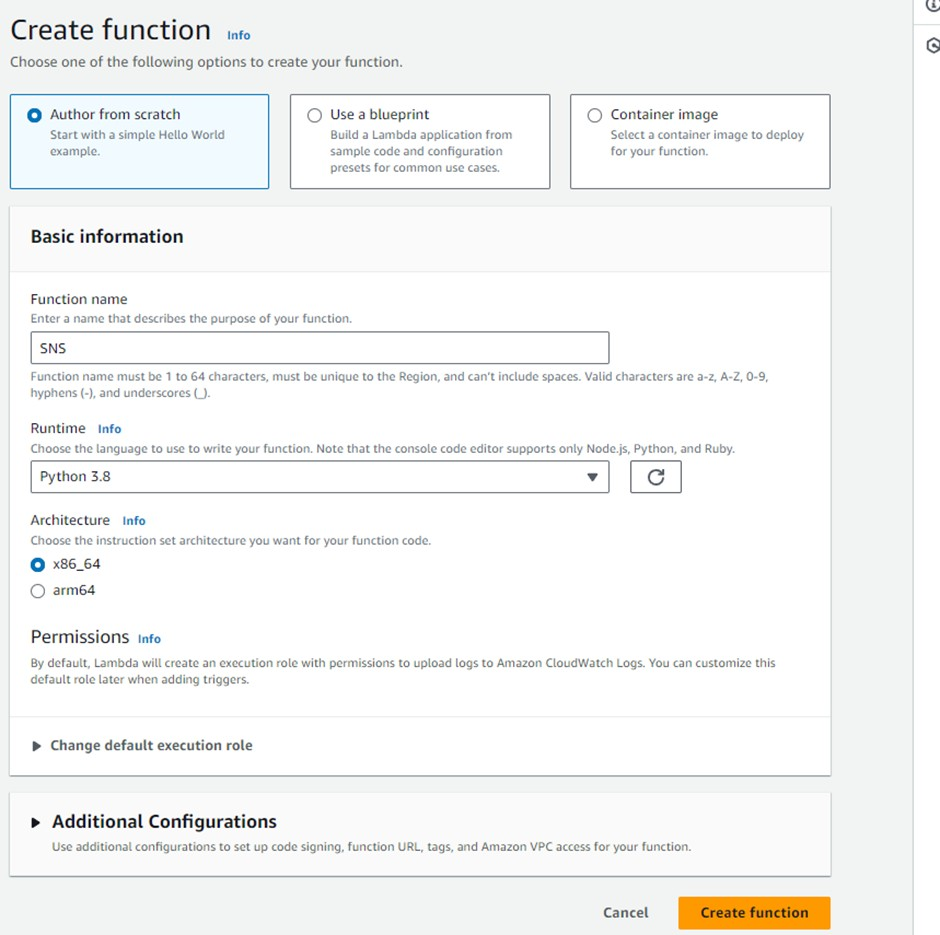 Create function Info
Choose one of the following options to create your function.
Author from scratch
Start with a simple Hello World
example.
Use a blueprint
Build a Lambda application from
sample code and configuration
presets for common use cases.
Container image
Select a container image to deploy
for your function.
Basic information
Function name
Enter a name that describes the purpose of your function.
SNS
Function name must be 1 to 64 characters, must be unique to the Region, and can't include spaces. Valid characters are a-z, A-Z, 0-9,
hyphens (-), and underscores (_).
Runtime Info
Choose the language to use to write your function. Note that the console code editor supports only Node.js, Python, and Ruby.
Python 3.8
Architecture Info
Choose the instruction set architecture you want for your function code.
x86_64
arm64
Permissions Info
By default, Lambda will create an execution role with permissions to upload logs to Amazon CloudWatch Logs. You can customize this
default role later when adding triggers.
Change default execution role
Additional Configurations
Use additional configurations to set up code signing, function URL, tags, and Amazon VPC access for your function.
Cancel
Create function